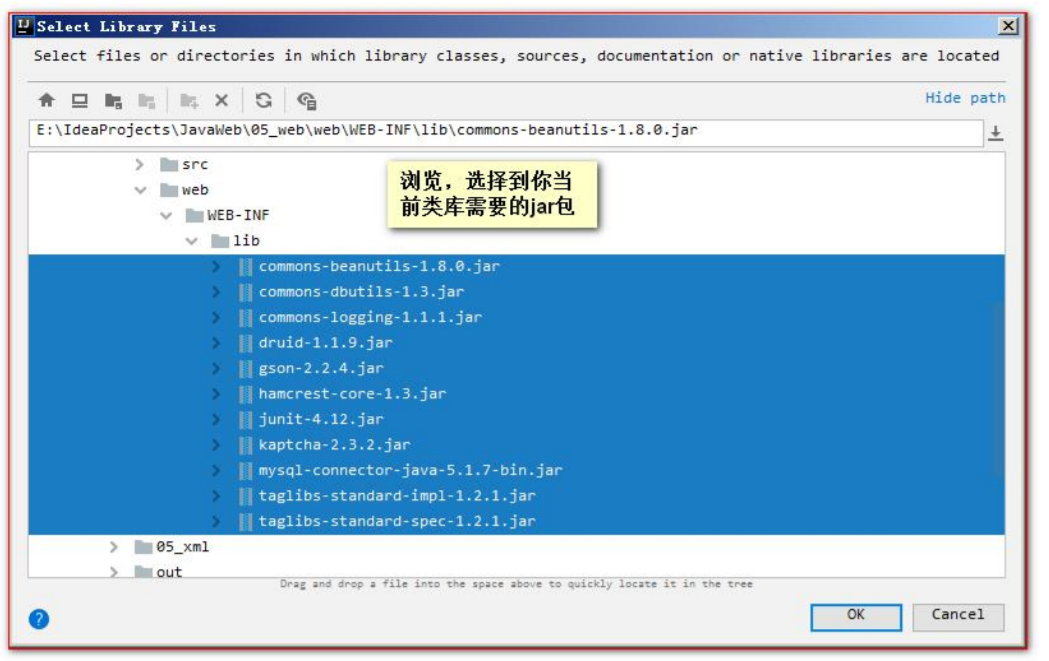 Select Library Files
Select files or directories in which library classes, sources, documentation or native libraries are located
Hide path
E:\IdeaProjects\JavaWeb\05_web\web\WEB-INF\lib\commons-beanutils-1.8.0.jar
src
web
浏览，选择到你当
前类库需要的jar包
WEB-INF
lib
commons-beanutils-1.8.0.jar
commons-dbutils-1.3.jar
commons-logging-1.1.1.jar
druid-1.1.9.jar
gson-2.2.4.jar
hamcrest-core-1.3.jar
junit-4.12.jar
kaptcha-2.3.2.jar
mysql-connector-java-5.1.7-bin.jar
taglibs-standard-impl-1.2.1.jar
taglibs-standard-spec-1.2.1.jar
05_xml
out
Drag and drop a file into the space above to quickly locate it in the tree
?
OK
Cancel